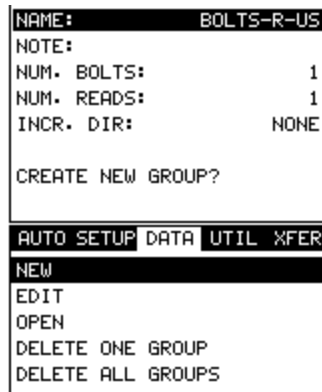 NAME: BOLTS-R-US
NOTE:
NUM. BOLTS: 1
NUM. READS: 1
INCR. DIR: NONE
CREATE NEW GROUP?
AUTO SETUP DATA UTIL XFER
NEW
EDIT
OPEN
DELETE ONE GROUP
DELETE ALL GROUPS